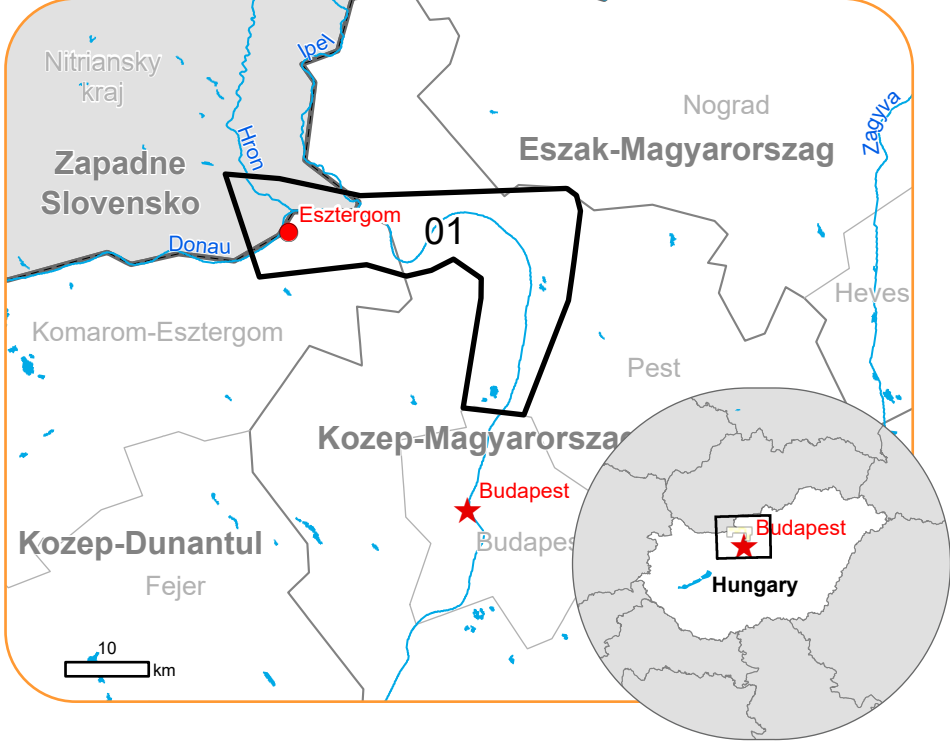 Ipel
Nitriansky
kraj
Nograd
Zagyva
Hron
Eszak-Magyarorszag
Zapadne
Slovensko
Esztergom
01
Donau
Heves
Komarom-Esztergom
Pest
Kozep-Magyarorszag
Budapest
Budapest
Kozep-Dunantul
Budapes
Fejer
Hungary
10
km